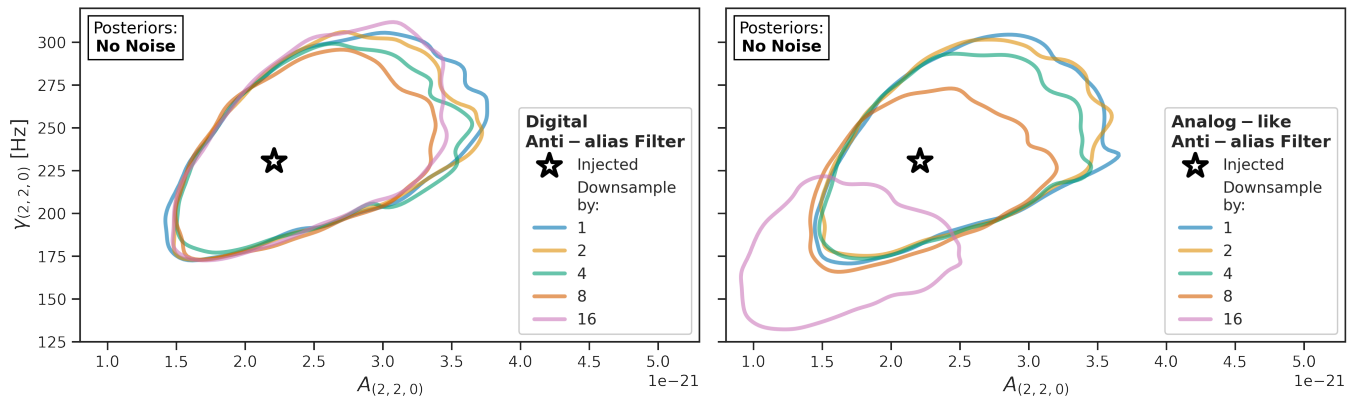 Posteriors:
No Noise
300
275
250
225
200
175
150
125
γ(2, 2, 0) [Hz]
Digital
Anti − alias Filter
Injected
Downsample
by:
1
2
4
8
16
1.0 1.5 2.0 2.5 3.0 3.5 4.0 4.5 5.0
1e−21
A(2, 2, 0)
Posteriors:
No Noise
Analog − like
Anti − alias Filter
Injected
Downsample
by:
1
2
4
8
16
1.0 1.5 2.0 2.5 3.0 3.5 4.0 4.5 5.0
1e−21
A(2, 2, 0)